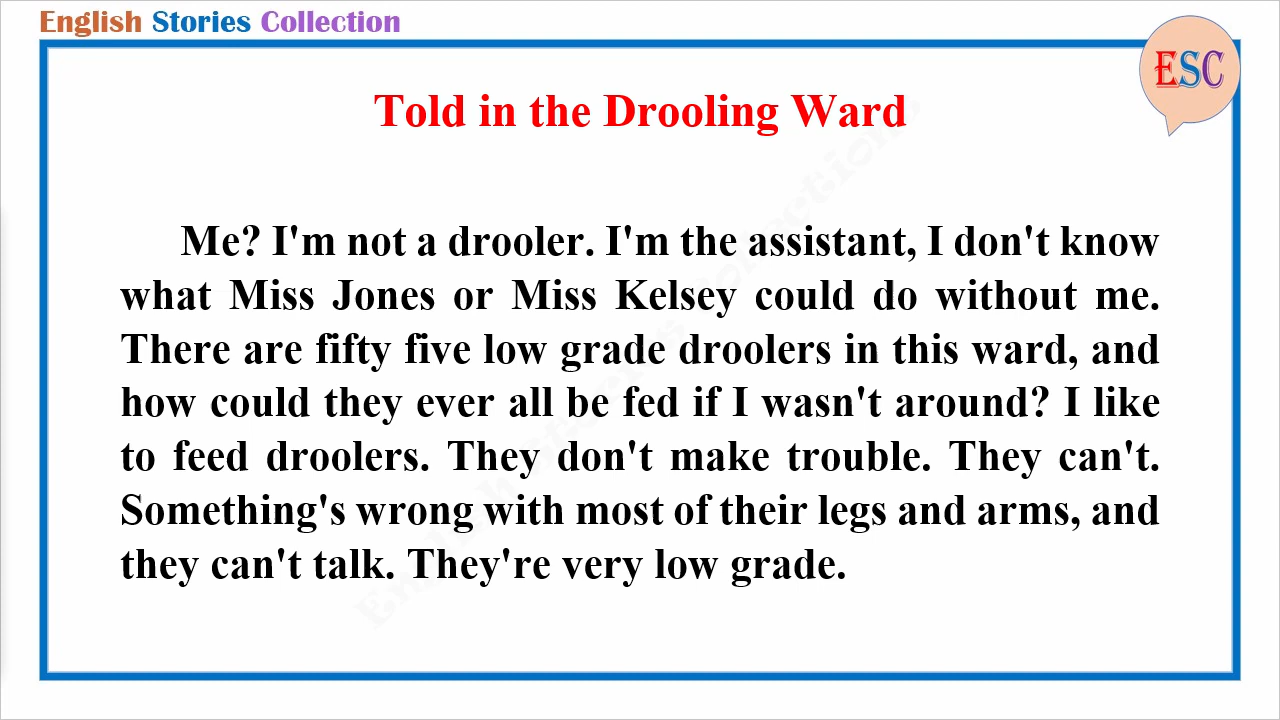 English Stories Collection
ESC
Told in the Drooling Ward
Me? I'm not a drooler. I'm the assistant, I don't know
what Miss Jones or Miss Kelsey could do without me.
There are fifty five low grade droolers in this ward, and
how could they ever all be fed if I wasn't around? I like
to feed droolers. They don't make trouble. They can't.
Something's wrong with most of their legs and arms, and
they can't talk. They're very low grade.
English Stories Collections